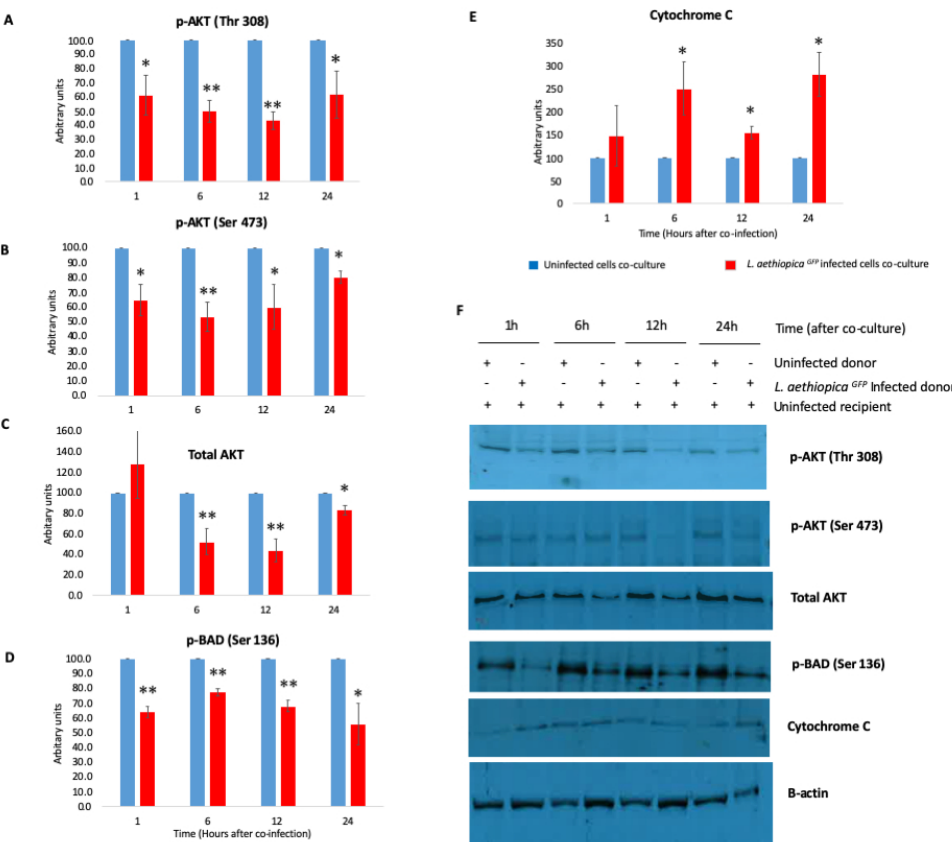 A
p-AKT (Thr 308)
Arbitrary units
100.0
90.0
80.0
70.0
60.0
50.0
40.0
30.0
20.0
10.0
0.0
*
**
**
*
1 6 12 24
B
p-AKT (Ser 473)
Arbitrary units
100.0
90.0
80.0
70.0
60.0
50.0
40.0
30.0
20.0
10.0
0.0
*
**
*
*
1 6 12 24
C
Total AKT
Arbitary units
160.0
140.0
120.0
100.0
80.0
60.0
40.0
20.0
0.0
**
**
*
1 6 12 24
D
p-BAD (Ser 136)
Arbitary units
100.0
90.0
80.0
70.0
60.0
50.0
40.0
30.0
20.0
10.0
0.0
**
**
**
*
1 6 12 24
Time (Hours after co-infection)
E
Cytochrome C
Arbitrary units
350
300
250
200
150
100
50
0
*
*
*
1 6 12 24
Time (Hours after co-infection)
Uninfected cells co-culture
L. aethiopica GFP infected cells co-culture
F
1h 6h 12h 24h Time (after co-culture)
+ - + - + - + - Uninfected donor
- + - + - + - + L. aethiopica GFP Infected donor
+ + + + + + + + Uninfected recipient
p-AKT (Thr 308)
p-AKT (Ser 473)
Total AKT
p-BAD (Ser 136)
Cytochrome C
B-actin